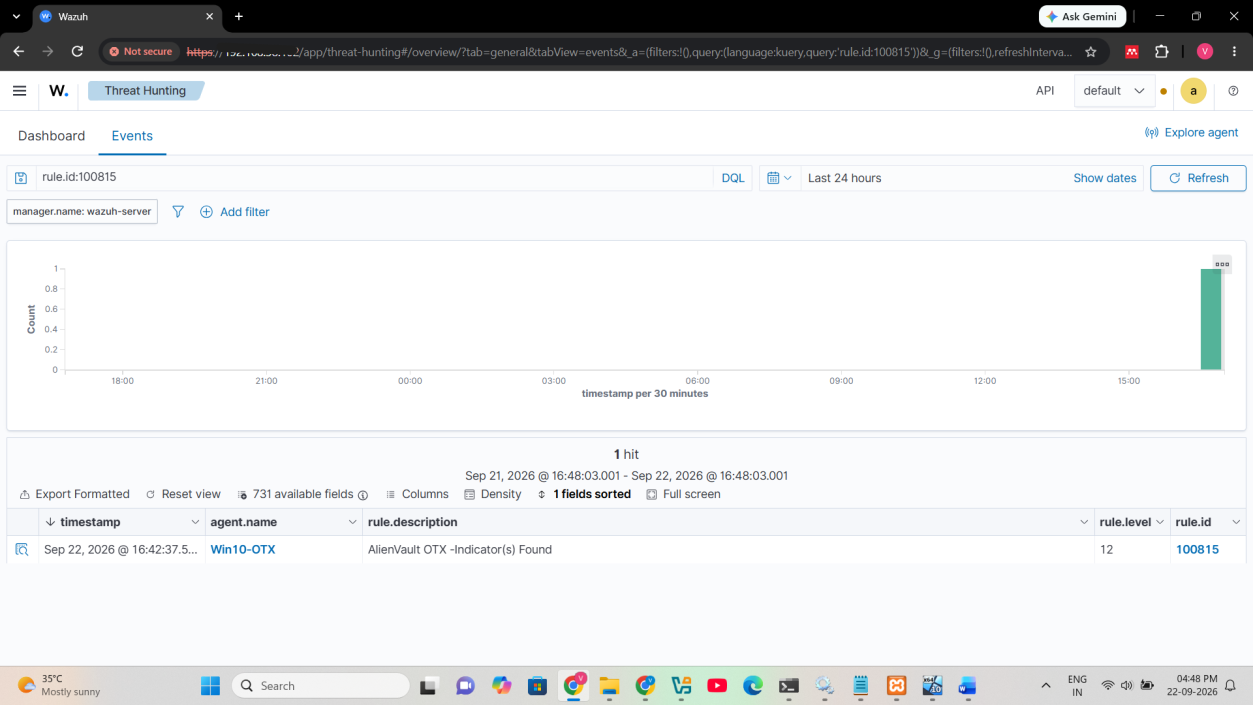 Wazuh
Ask Gemini
Not secure https:// /app/threat-hunting#/overview/?tab=general&tabView=events&_a=(filters:!(),query:(language:kuery,query:'rule.id:100815'))&_g=(filters:!(),refreshInterva...
V
W. Threat Hunting API default a
Dashboard Events Explore agent
rule.id:100815 DQL Last 24 hours Show dates Refresh
manager.name: wazuh-server Add filter
1
0.8
0.6
0.4
0.2
0
Count
18:00 21:00 00:00 03:00 06:00 09:00 12:00 15:00
timestamp per 30 minutes
1 hit
Sep 21, 2026 @ 16:48:03.001 - Sep 22, 2026 @ 16:48:03.001
Export Formatted Reset view 731 available fields Columns Density 1 fields sorted Full screen
timestamp agent.name rule.description rule.level rule.id
Sep 22, 2026 @ 16:42:37.5... Win10-OTX AlienVault OTX -Indicator(s) Found 12 100815
35°C
Mostly sunny
Search
ENG
IN
04:48 PM
22-09-2026